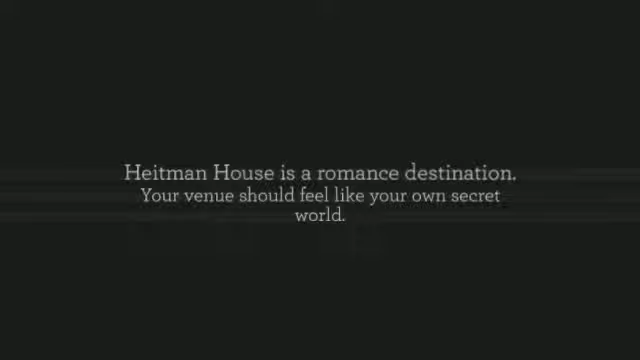 Heitman House is a romance destination.
Your venue should feel like your own secret
world.